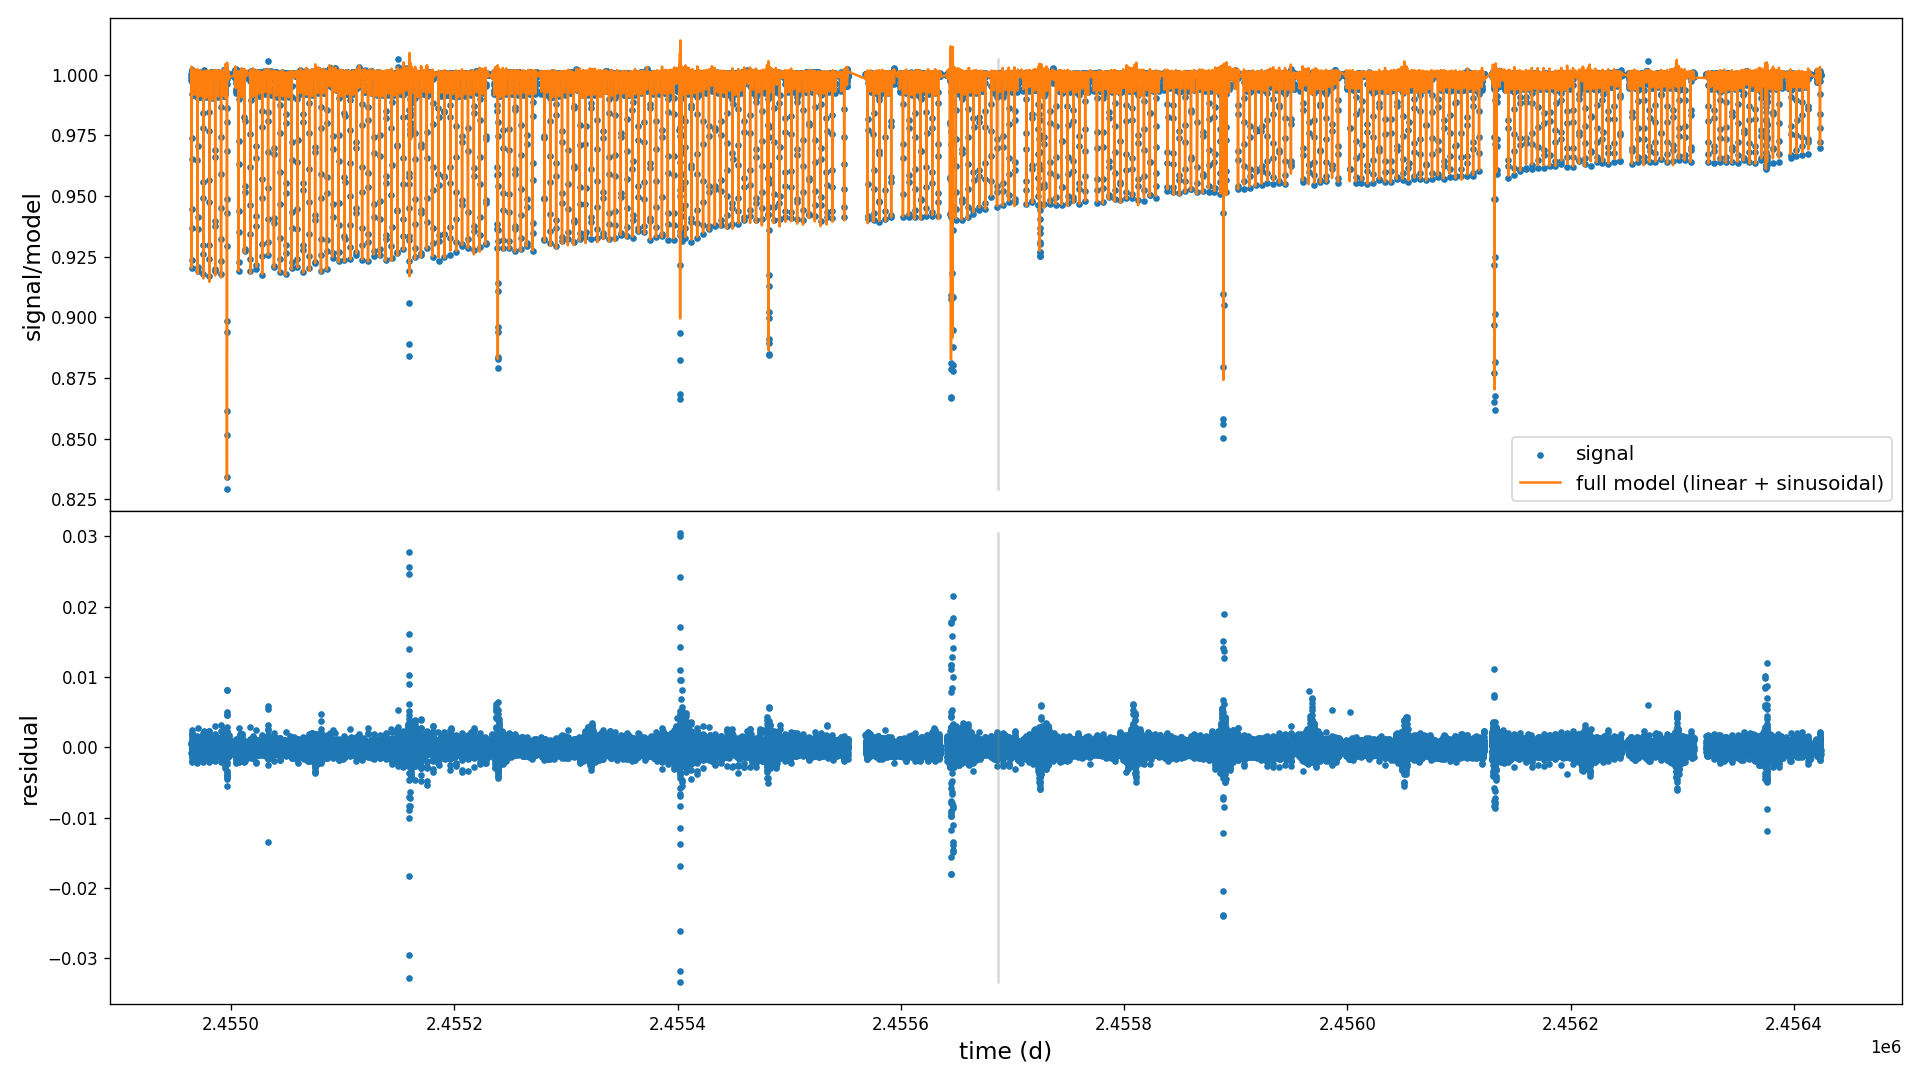 1.000
0.975
0.950
0.925
0.900
0.875
0.850
0.825
signal/model
signal
full model (linear + sinusoidal)
0.03
0.02
0.01
0.00
−0.01
−0.02
−0.03
residual
2.4550 2.4552 2.4554 2.4556 2.4558 2.4560 2.4562 2.4564
time (d)
1e6